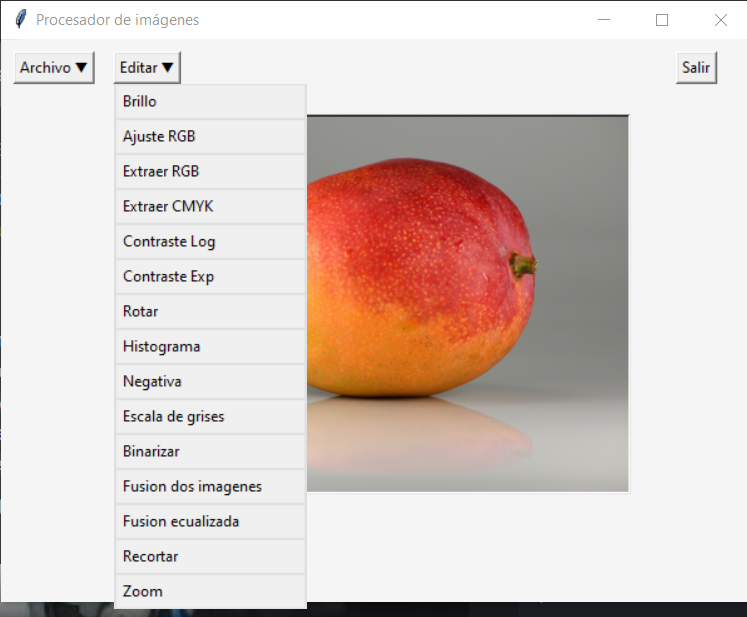 Procesador de imágenes
Archivo ▼ Editar ▼ Salir
Brillo
Ajuste RGB
Extraer RGB
Extraer CMYK
Contraste Log
Contraste Exp
Rotar
Histograma
Negativa
Escala de grises
Binarizar
Fusion dos imagenes
Fusion ecualizada
Recortar
Zoom